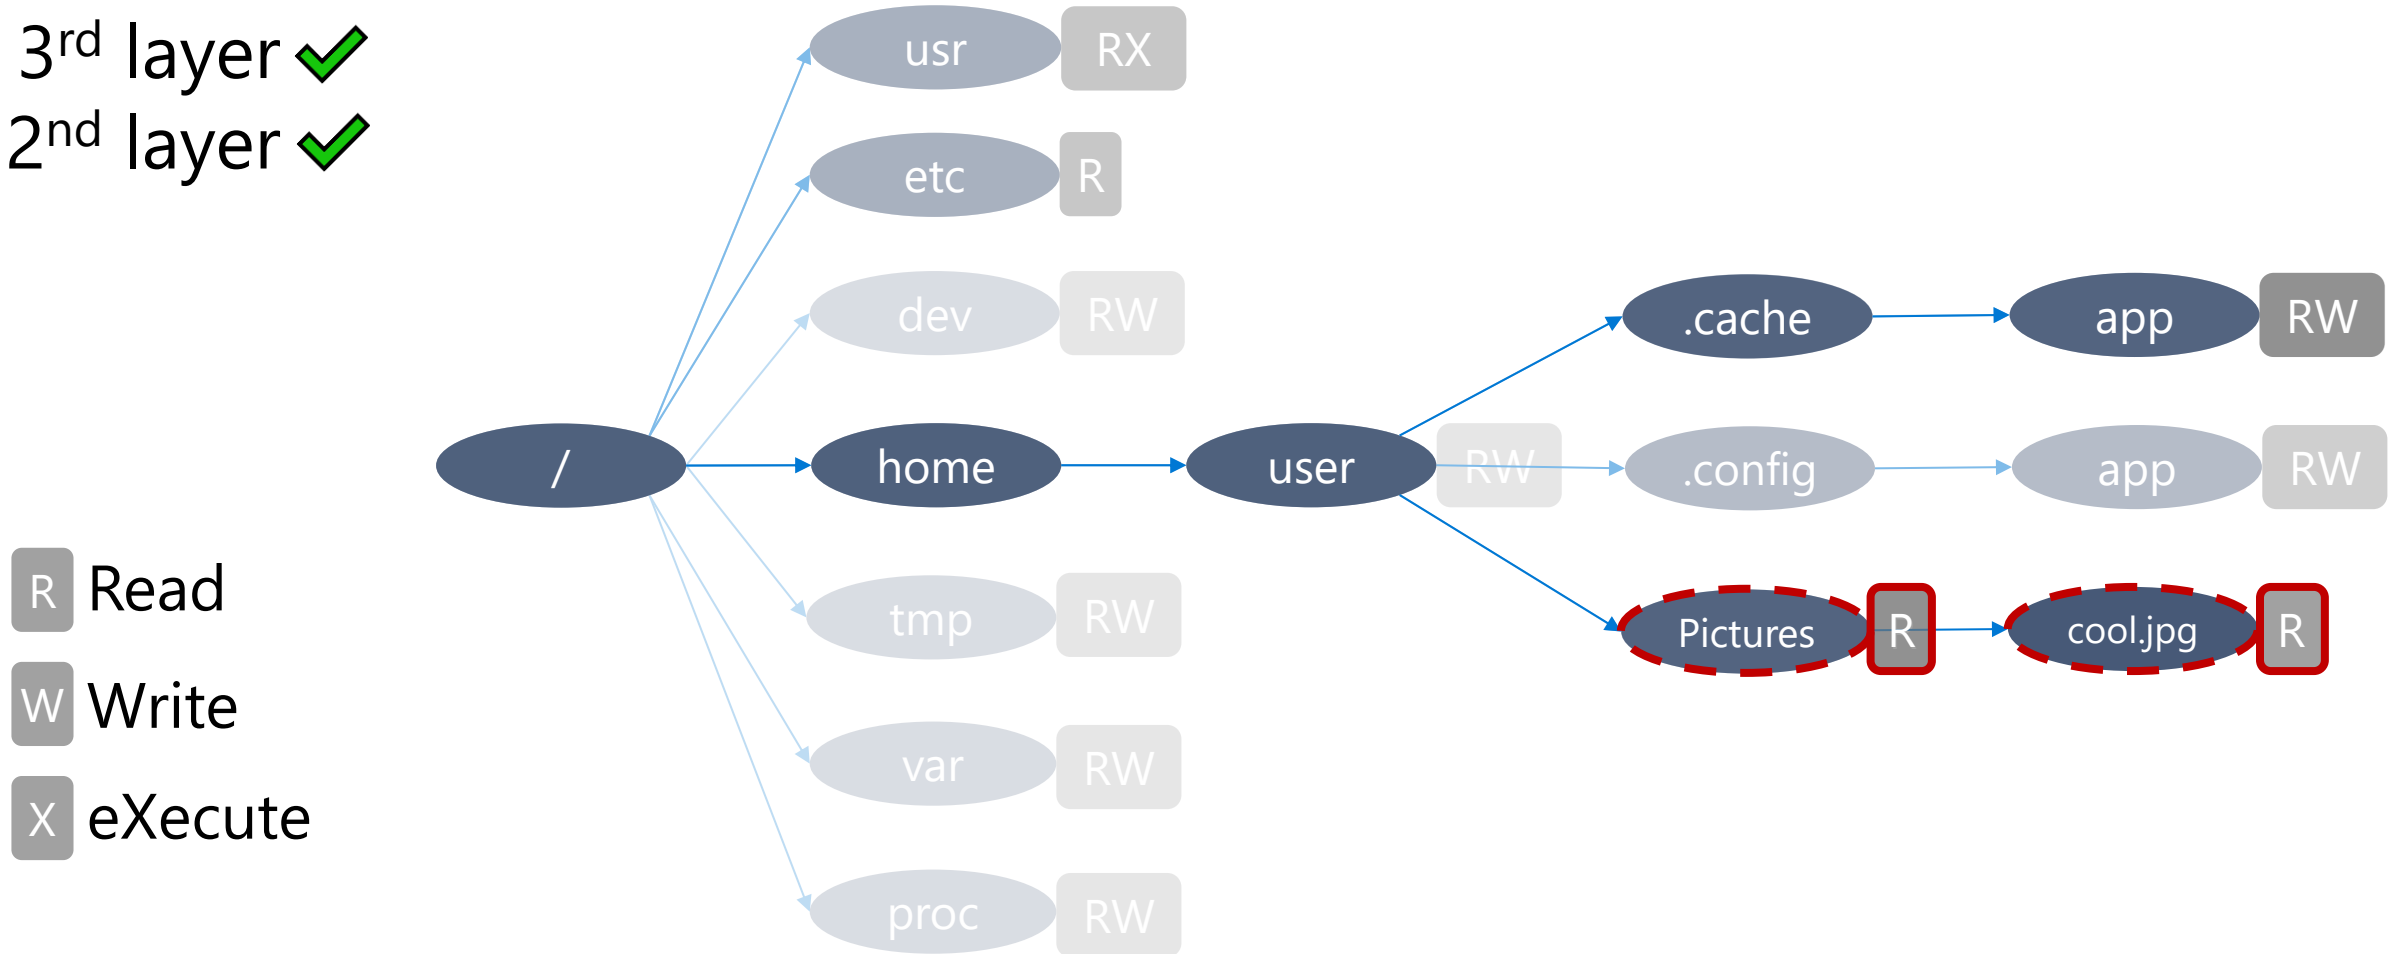 3rd layer
2nd layer
usr RX
etc R
dev RW
/ home user RW
.cache app RW
.config app RW
Pictures R cool.jpg R
tmp RW
var RW
proc RW
R Read
W Write
X eXecute